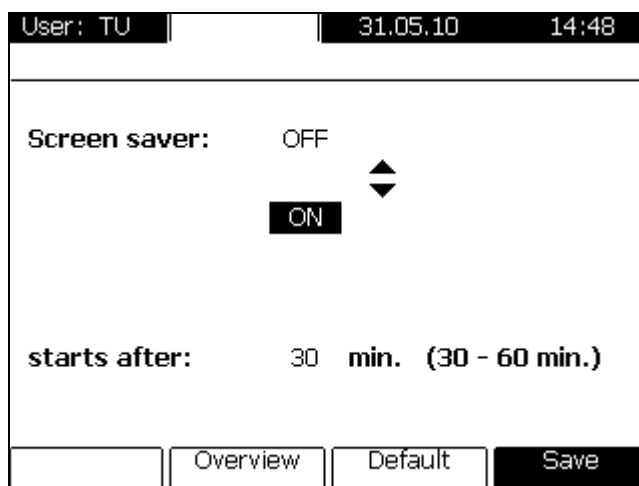 User: TU 31.05.10 14:48
Screen saver: OFF
ON
starts after: 30 min. (30 - 60 min.)
Overview Default Save